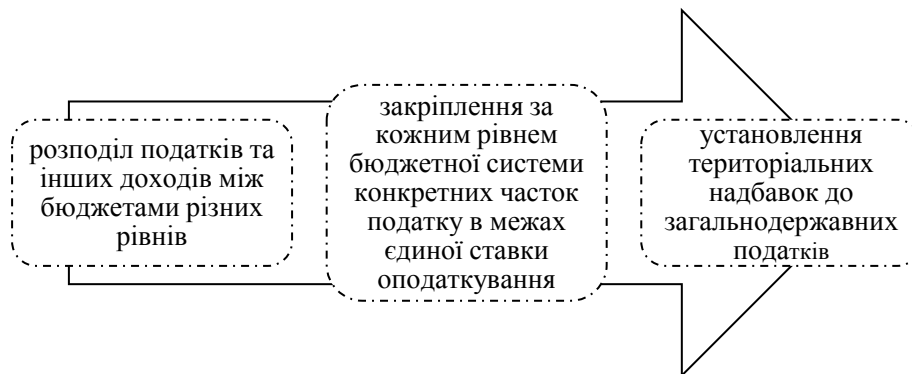 розподіл податків та
інших доходів між
бюджетами різних
рівнів
закріплення за
кожним рівнем
бюджетної системи
конкретних часток
податку в межах
єдиної ставки
оподаткування
установлення
територіальних
надбавок до
загальнодержавних
податків